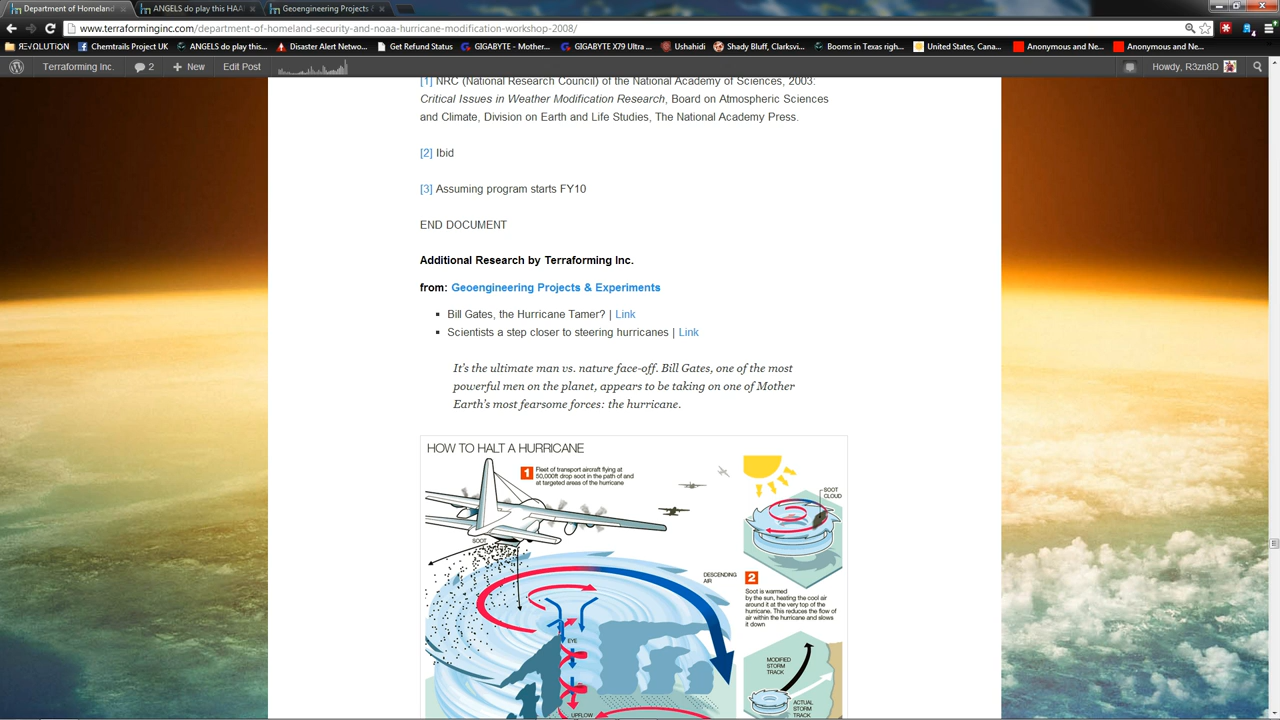 Department of Homeland
ANGELS do play this HAA
Geoengineering Projects &
www.terraforminginc.com/department-of-homeland-security-and-noaa-hurricane-modification-workshop-2008/
RΞVΩLUTIΩN
Chemtrails Project UK
ANGELS do play this...
Disaster Alert Netwo...
Get Refund Status
GIGABYTE - Mother...
GIGABYTE X79 Ultra ...
Ushahidi
Shady Bluff, Clarksvi...
Booms in Texas righ...
United States, Cana...
Anonymous and Ne...
Anonymous and Ne...
Terraforming Inc.
2
New
Edit Post
Howdy, R3zn8D
[1] NRC (National Research Council) of the National Academy of Sciences, 2003:
Critical Issues in Weather Modification Research, Board on Atmospheric Sciences
and Climate, Division on Earth and Life Studies, The National Academy Press.
[2] Ibid
[3] Assuming program starts FY10
END DOCUMENT
Additional Research by Terraforming Inc.
from: Geoengineering Projects & Experiments
Bill Gates, the Hurricane Tamer? | Link
Scientists a step closer to steering hurricanes | Link
It's the ultimate man vs. nature face-off. Bill Gates, one of the most
powerful men on the planet, appears to be taking on one of Mother
Earth's most fearsome forces: the hurricane.
HOW TO HALT A HURRICANE
1
Fleet of transport aircraft flying at
50,000ft drop soot in the path of and
at targeted areas of the hurricane
SOOT
SOOT
CLOUD
DESCENDING
AIR
2
Soot is warmed
by the sun, heating the cool air
around it at the very top of the
hurricane. This reduces the flow of
air within the hurricane and slows
it down
EYE
UPFLOW
MODIFIED
STORM
TRACK
ACTUAL
STORM
TRACK